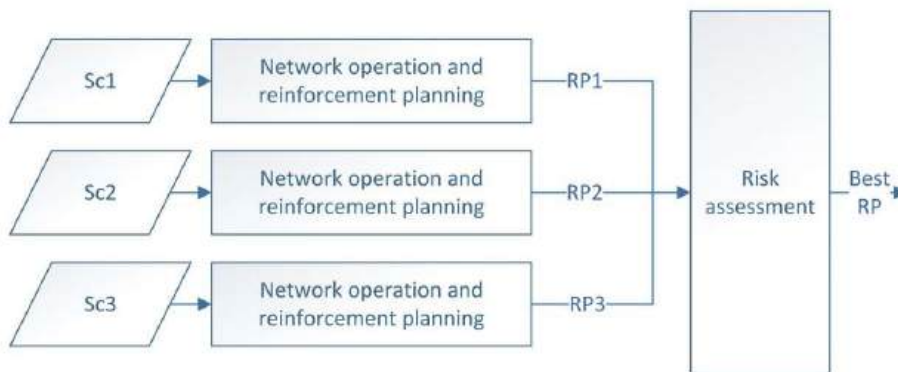 Sc1
Network operation and
reinforcement planning
RP1
Sc2
Network operation and
reinforcement planning
RP2
Sc3
Network operation and
reinforcement planning
RP3
Risk
assessment
Best
RP